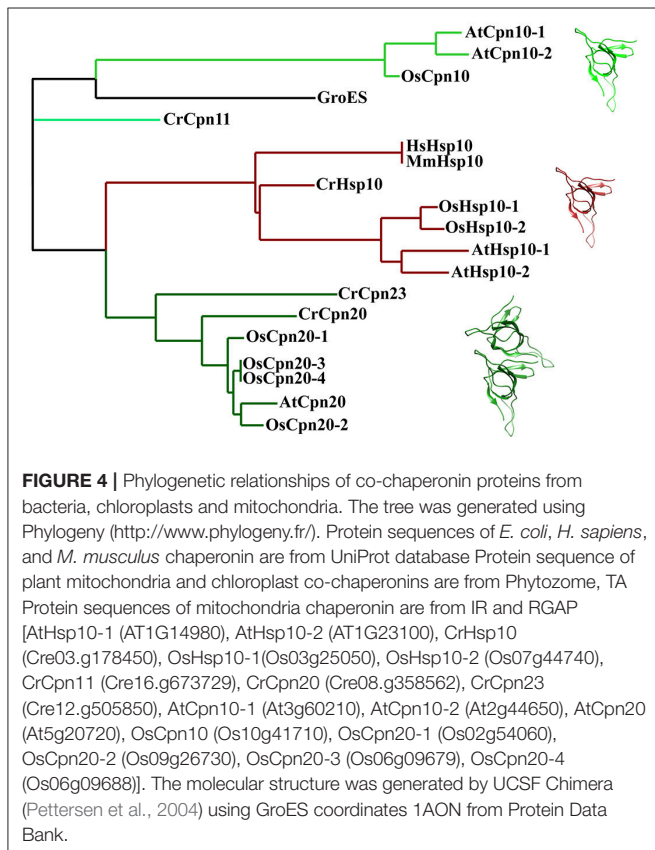 AtCpn10-1
AtCpn10-2
OsCpn10
GroES
CrCpn11
HsHsp10
MmHsp10
CrHsp10
OsHsp10-1
OsHsp10-2
AtHsp10-1
AtHsp10-2
CrCpn23
CrCpn20
OsCpn20-1
OsCpn20-3
OsCpn20-4
AtCpn20
OsCpn20-2
FIGURE 4 | Phylogenetic relationships of co-chaperonin proteins from
bacteria, chloroplasts and mitochondria. The tree was generated using
Phylogeny (http://www.phylogeny.fr/). Protein sequences of E. coli, H. sapiens,
and M. musculus chaperonin are from UniProt database Protein sequence of
plant mitochondria and chloroplast co-chaperonins are from Phytozome, TA
Protein sequences of mitochondria chaperonin are from IR and RGAP
[AtHsp10-1 (AT1G14980), AtHsp10-2 (AT1G23100), CrHsp10
(Cre03.g178450), OsHsp10-1(Os03g25050), OsHsp10-2 (Os07g44740),
CrCpn11 (Cre16.g673729), CrCpn20 (Cre08.g358562), CrCpn23
(Cre12.g505850), AtCpn10-1 (At3g60210), AtCpn10-2 (At2g44650), AtCpn20
(At5g20720), OsCpn10 (Os10g41710), OsCpn20-1 (Os02g54060),
OsCpn20-2 (Os09g26730), OsCpn20-3 (Os06g09679), OsCpn20-4
(Os06g09688)]. The molecular structure was generated by UCSF Chimera
(Pettersen et al., 2004) using GroES coordinates 1AON from Protein Data
Bank.